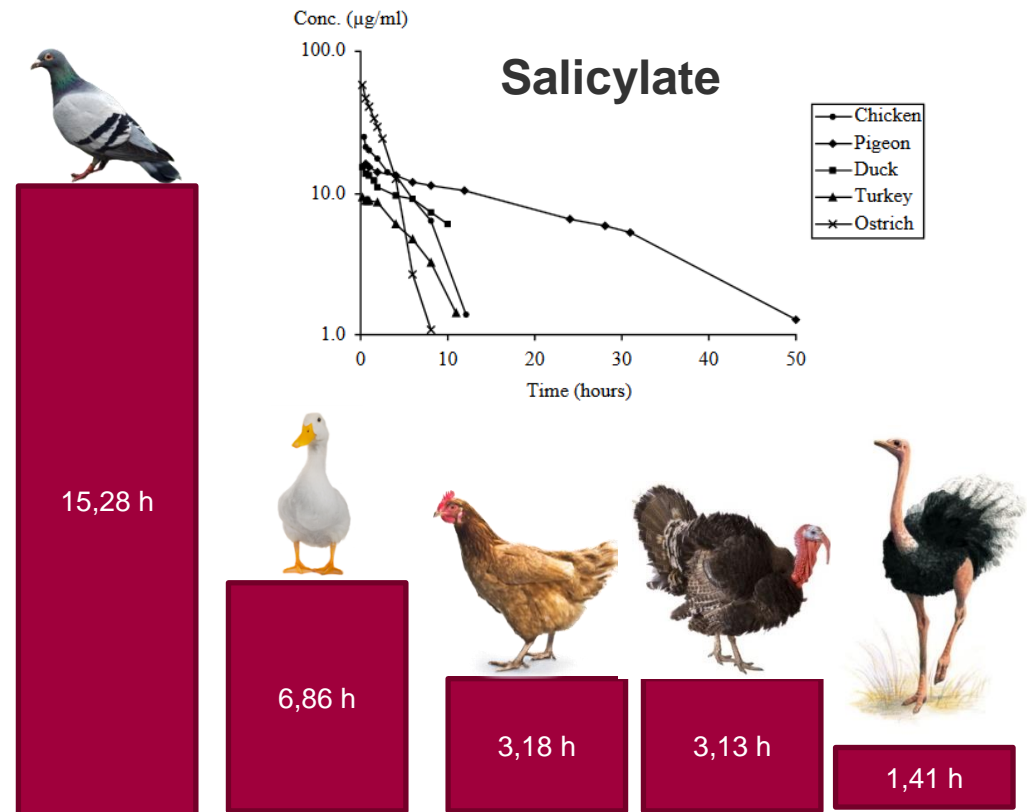 Conc. (µg/ml)
Salicylate
100.0
10.0
1.0
0
10
20
30
40
50
Time (hours)
Chicken
Pigeon
Duck
Turkey
Ostrich
15,28 h
6,86 h
3,18 h
3,13 h
1,41 h